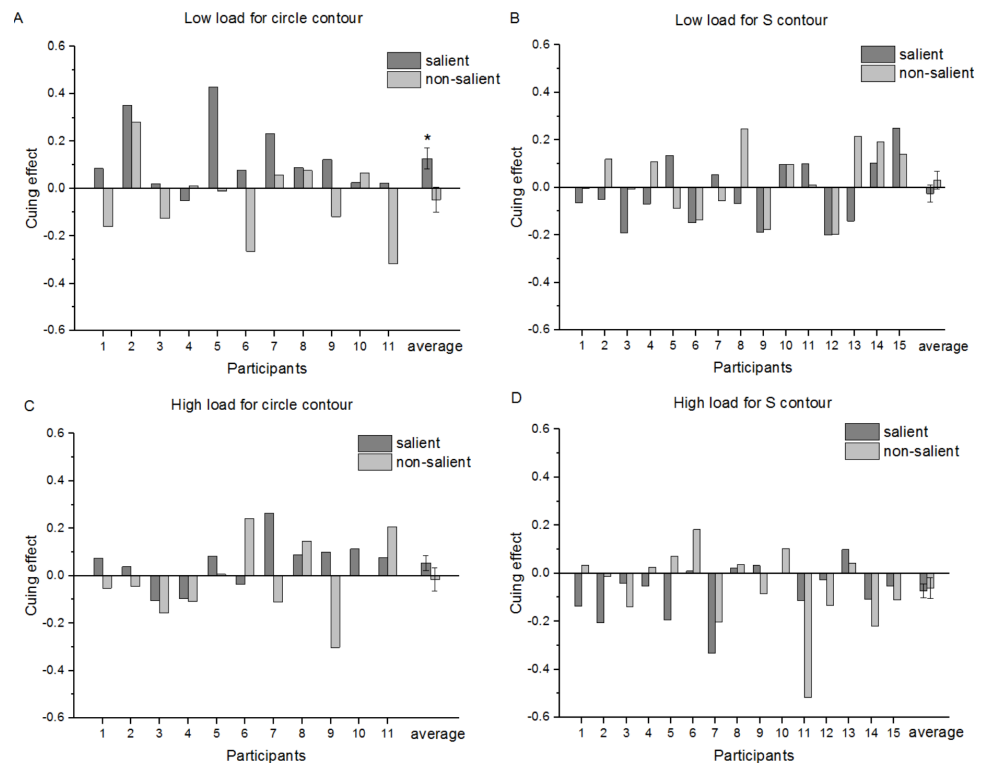 A
Low load for circle contour
salient
non-salient
Cuing effect
0.6
0.4
0.2
0.0
-0.2
-0.4
-0.6
*
1 2 3 4 5 6 7 8 9 10 11 average
Participants
B
Low load for S contour
salient
non-salient
Cuing effect
0.6
0.4
0.2
0.0
-0.2
-0.4
-0.6
1 2 3 4 5 6 7 8 9 10 11 12 13 14 15 average
Participants
C
High load for circle contour
salient
non-salient
Cuing effect
0.6
0.4
0.2
0.0
-0.2
-0.4
-0.6
1 2 3 4 5 6 7 8 9 10 11 average
Participants
D
High load for S contour
salient
non-salient
Cuing effect
0.6
0.4
0.2
0.0
-0.2
-0.4
-0.6
1 2 3 4 5 6 7 8 9 10 11 12 13 14 15 average
Participants